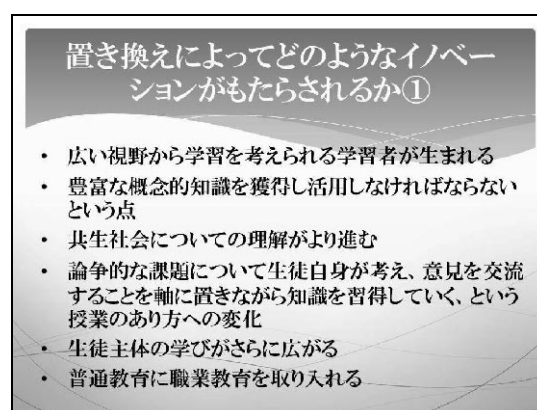 置き換えによってどのようなイノベー
ションがもたらされるか①
• 広い視野から学習を考えられる学習者が生まれる
• 豊富な概念的知識を獲得し活用しなければならない
という点
• 共生社会についての理解がより進む
• 論争的な課題について生徒自身が考え、意見を交流
することを軸に置きながら知識を習得していく、という
授業のあり方への変化
• 生徒主体の学びがさらに広がる
• 普通教育に職業教育を取り入れる